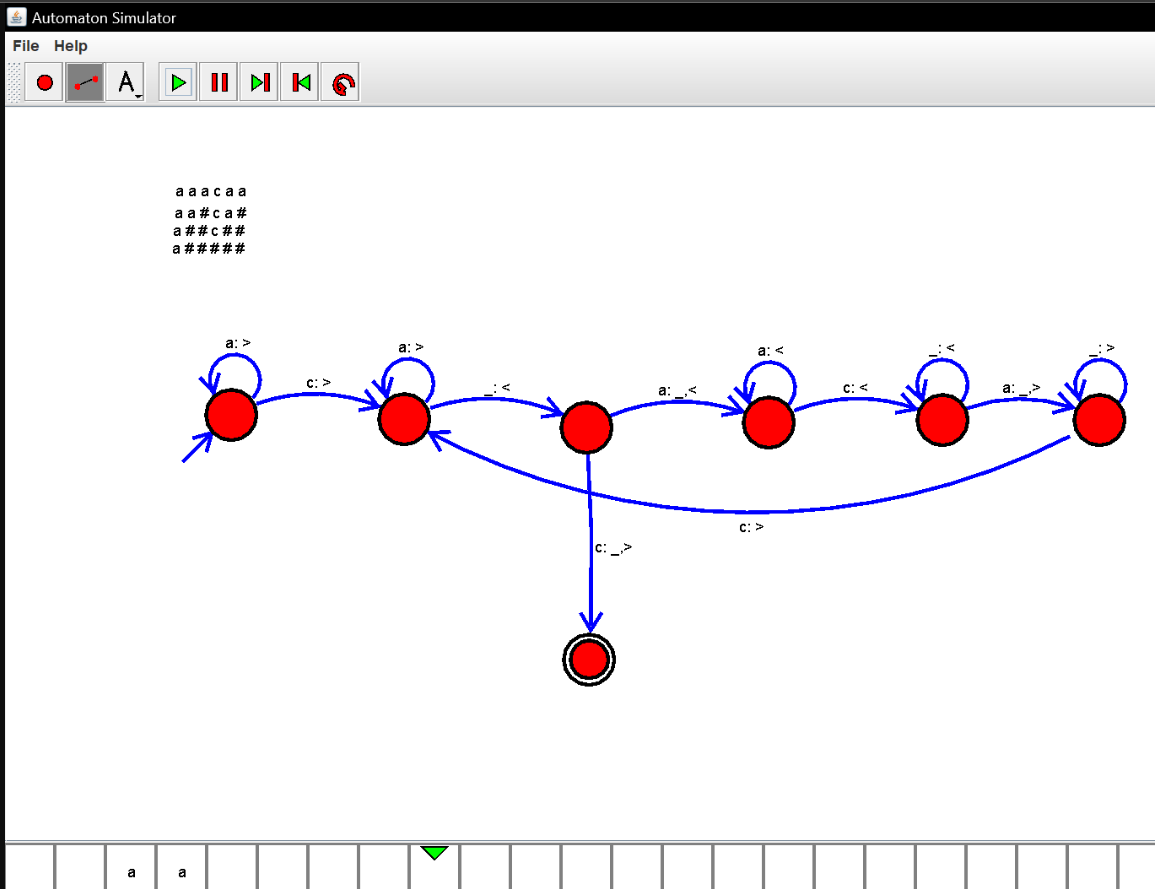 Automaton Simulator
File Help
A
a a a c a a
a a # c a #
a # # c # #
a # # # # #
a: >
a: >
a: <
_: <
_: >
c: >
_: <
a: _,<
c: <
a: _,>
c: >
c: _,>
a a